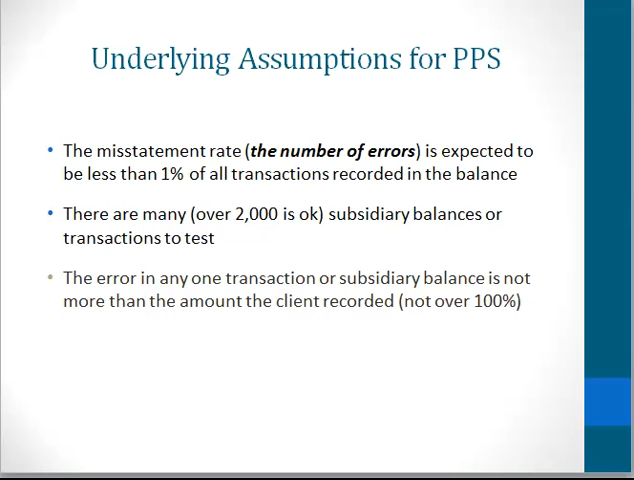 Underlying Assumptions for PPS
• The misstatement rate (the number of errors) is expected to
be less than 1% of all transactions recorded in the balance
• There are many (over 2,000 is ok) subsidiary balances or
transactions to test
• The error in any one transaction or subsidiary balance is not
more than the amount the client recorded (not over 100%)